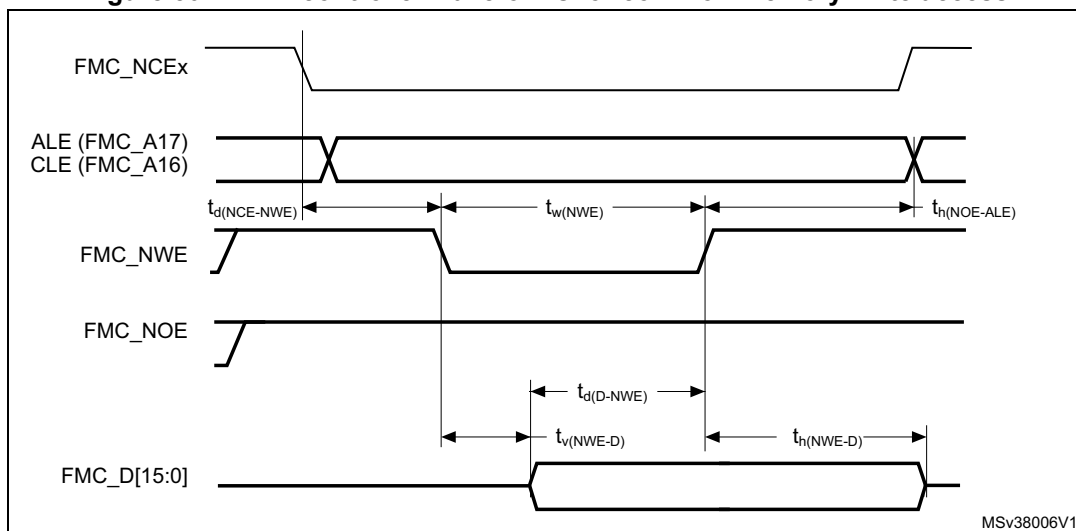 FMC_NCEx
ALE (FMC_A17)
CLE (FMC_A16)
td(NCE-NWE)
tw(NWE)
th(NOE-ALE)
FMC_NWE
FMC_NOE
td(D-NWE)
tv(NWE-D)
th(NWE-D)
FMC_D[15:0]
MSv38006V1